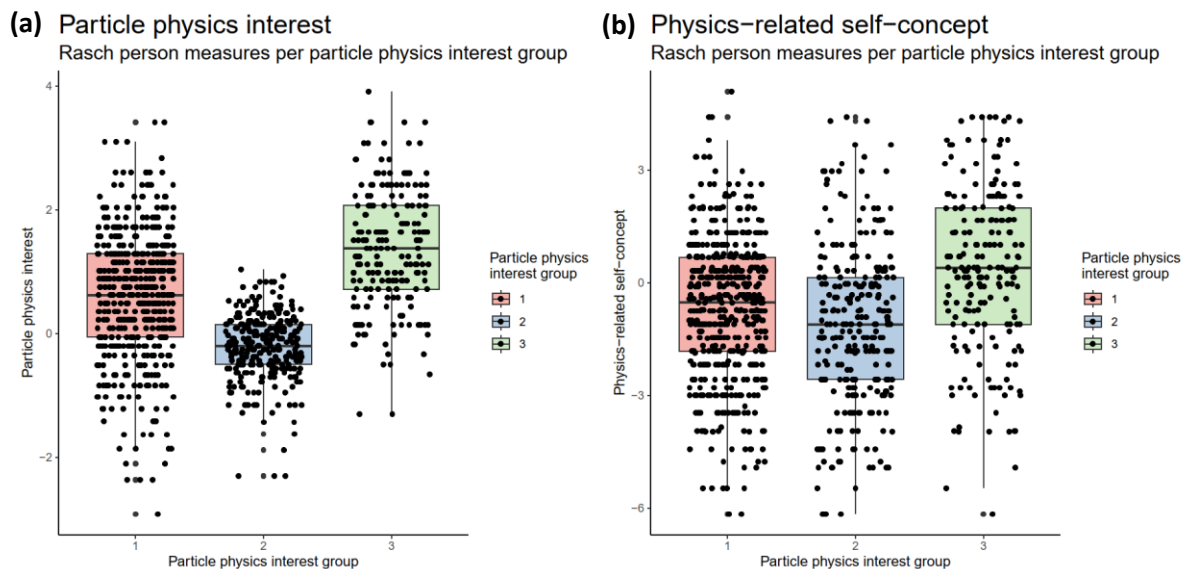 (a) Particle physics interest
Rasch person measures per particle physics interest group
4
2
0
−2
Particle physics interest
1
2
3
Particle physics interest group
Particle physics
interest group
1
2
3
(b) Physics−related self−concept
Rasch person measures per particle physics interest group
3
0
−3
−6
Physics−related self−concept
1
2
3
Particle physics interest group
Particle physics
interest group
1
2
3